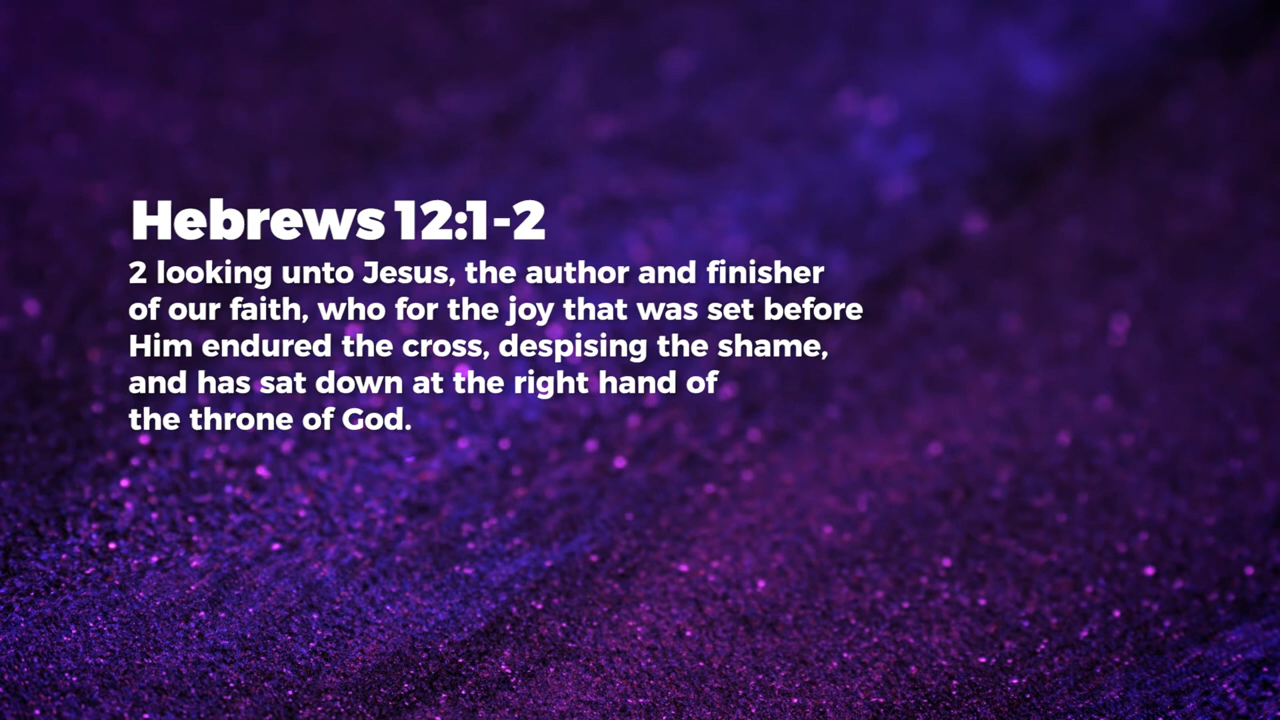 Hebrews 12:1-2
2 looking unto Jesus, the author and finisher
of our faith, who for the joy that was set before
Him endured the cross, despising the shame,
and has sat down at the right hand of
the throne of God.